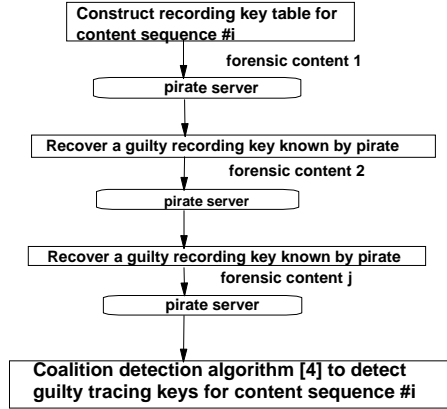 Construct recording key table for
content sequence #i
forensic content 1
pirate server
Recover a guilty recording key known by pirate
forensic content 2
pirate server
Recover a guilty recording key known by pirate
forensic content j
pirate server
Coalition detection algorithm [4] to detect
guilty tracing keys for content sequence #i